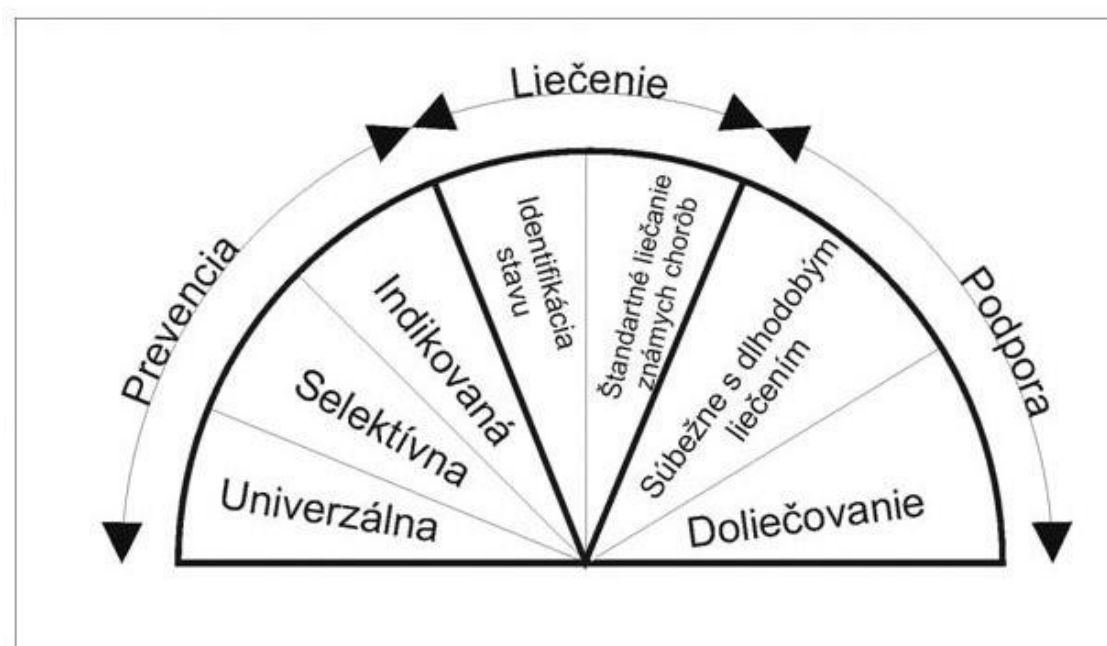 Liečenie
Prevencia
Podpora
Univerzálna
Selektívna
Indikovaná
Identifikácia
stavu
Štandartné liečanie
známych chorôb
Súbežne s dlhodobým
liečením
Doliečovanie